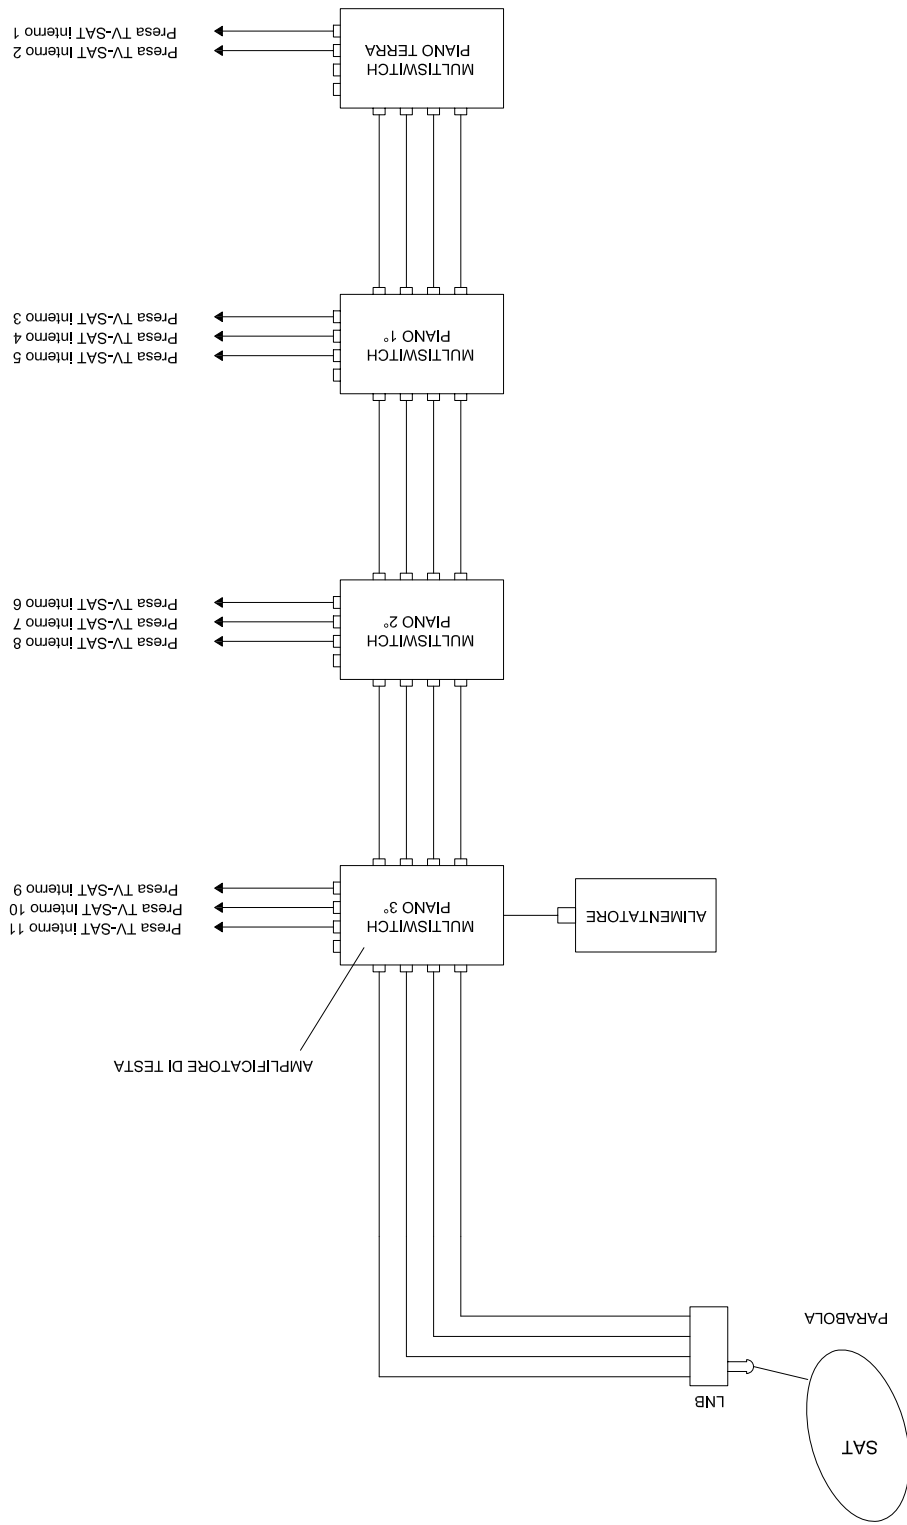 SAT
LNB
PARABOLA
AMPLIFICATORE DI TESTA
ALIMENTATORE
MULTISWITCH
PIANO 3°
Presa TV-SAT interno 11
Presa TV-SAT interno 10
Presa TV-SAT interno 9
MULTISWITCH
PIANO 2°
Presa TV-SAT interno 8
Presa TV-SAT interno 7
Presa TV-SAT interno 6
MULTISWITCH
PIANO 1°
Presa TV-SAT interno 5
Presa TV-SAT interno 4
Presa TV-SAT interno 3
MULTISWITCH
PIANO TERRA
Presa TV-SAT interno 2
Presa TV-SAT interno 1